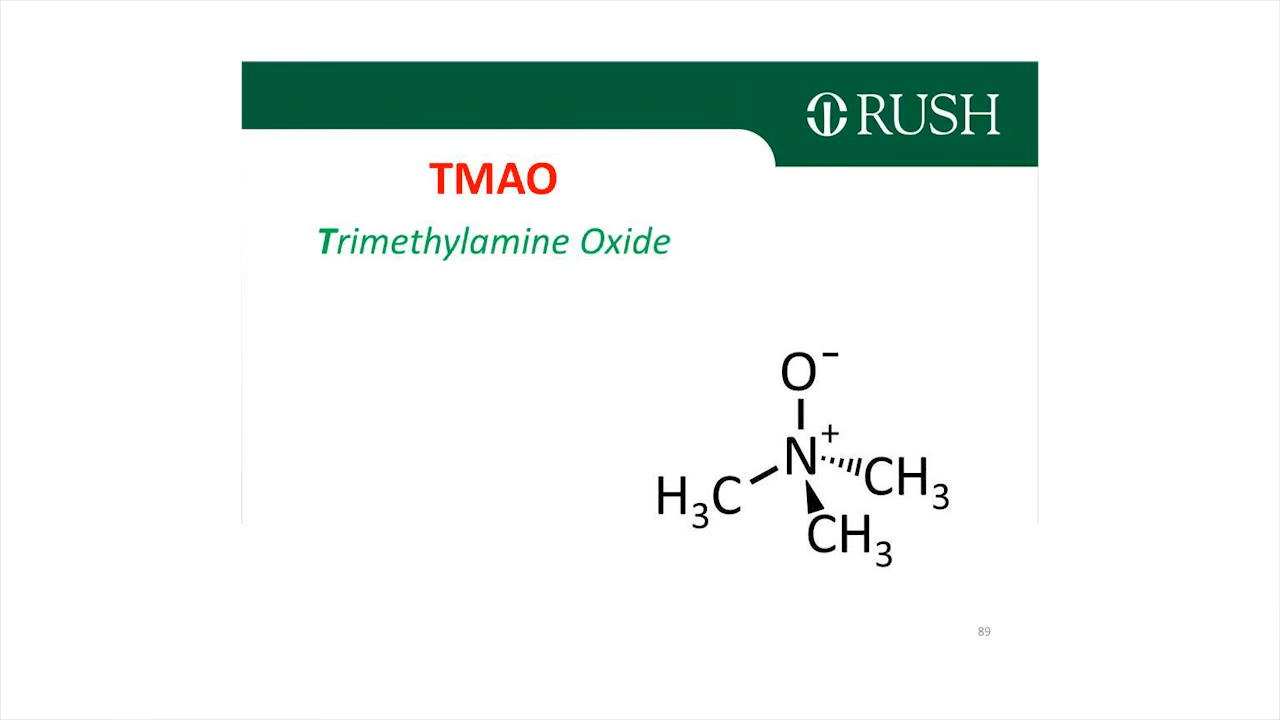 RUSH
TMAO
Trimethylamine Oxide
O⁻
N⁺
H₃C
CH₃
CH₃
89